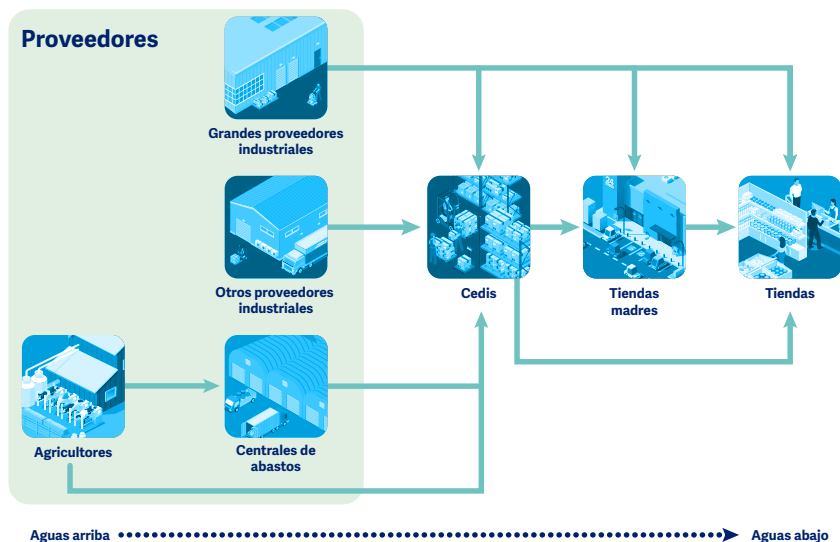 Proveedores
Grandes proveedores
industriales
Otros proveedores
industriales
Cedis
Tiendas
madres
Tiendas
Agricultores
Centrales de
abastos
Aguas arriba
Aguas abajo